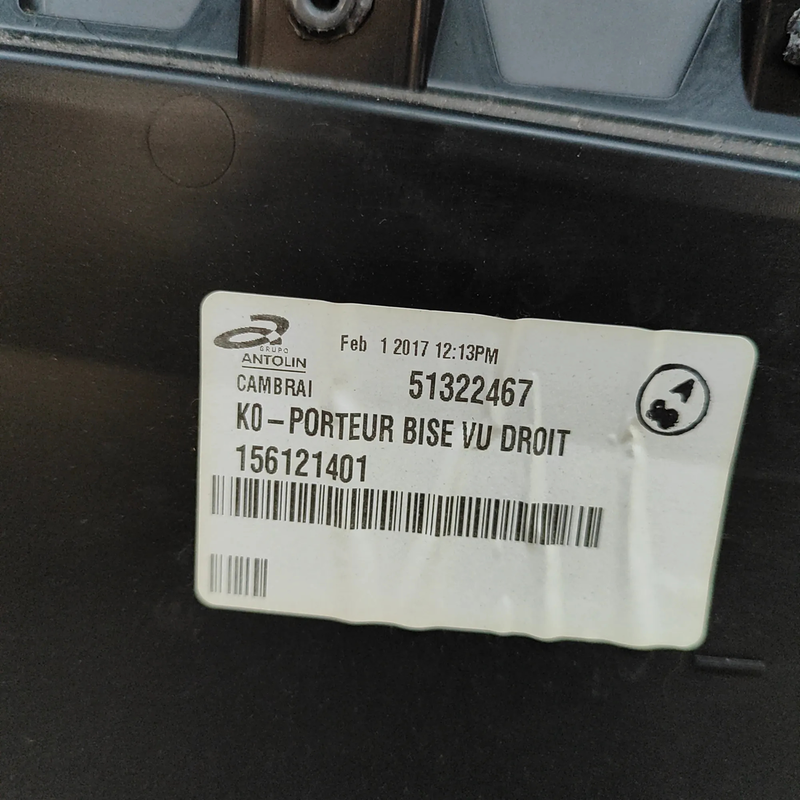 GRUPO
ANTOLIN
Feb 1 2017 12:13PM
CAMBRAI
51322467
K0-PORTEUR BISE VU DROIT
156121401
A